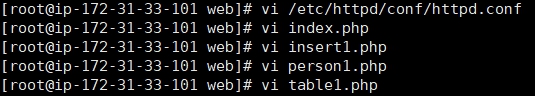 [root@ip-172-31-33-101 web]# vi /etc/httpd/conf/httpd.conf
[root@ip-172-31-33-101 web]# vi index.php
[root@ip-172-31-33-101 web]# vi insert1.php
[root@ip-172-31-33-101 web]# vi person1.php
[root@ip-172-31-33-101 web]# vi table1.php